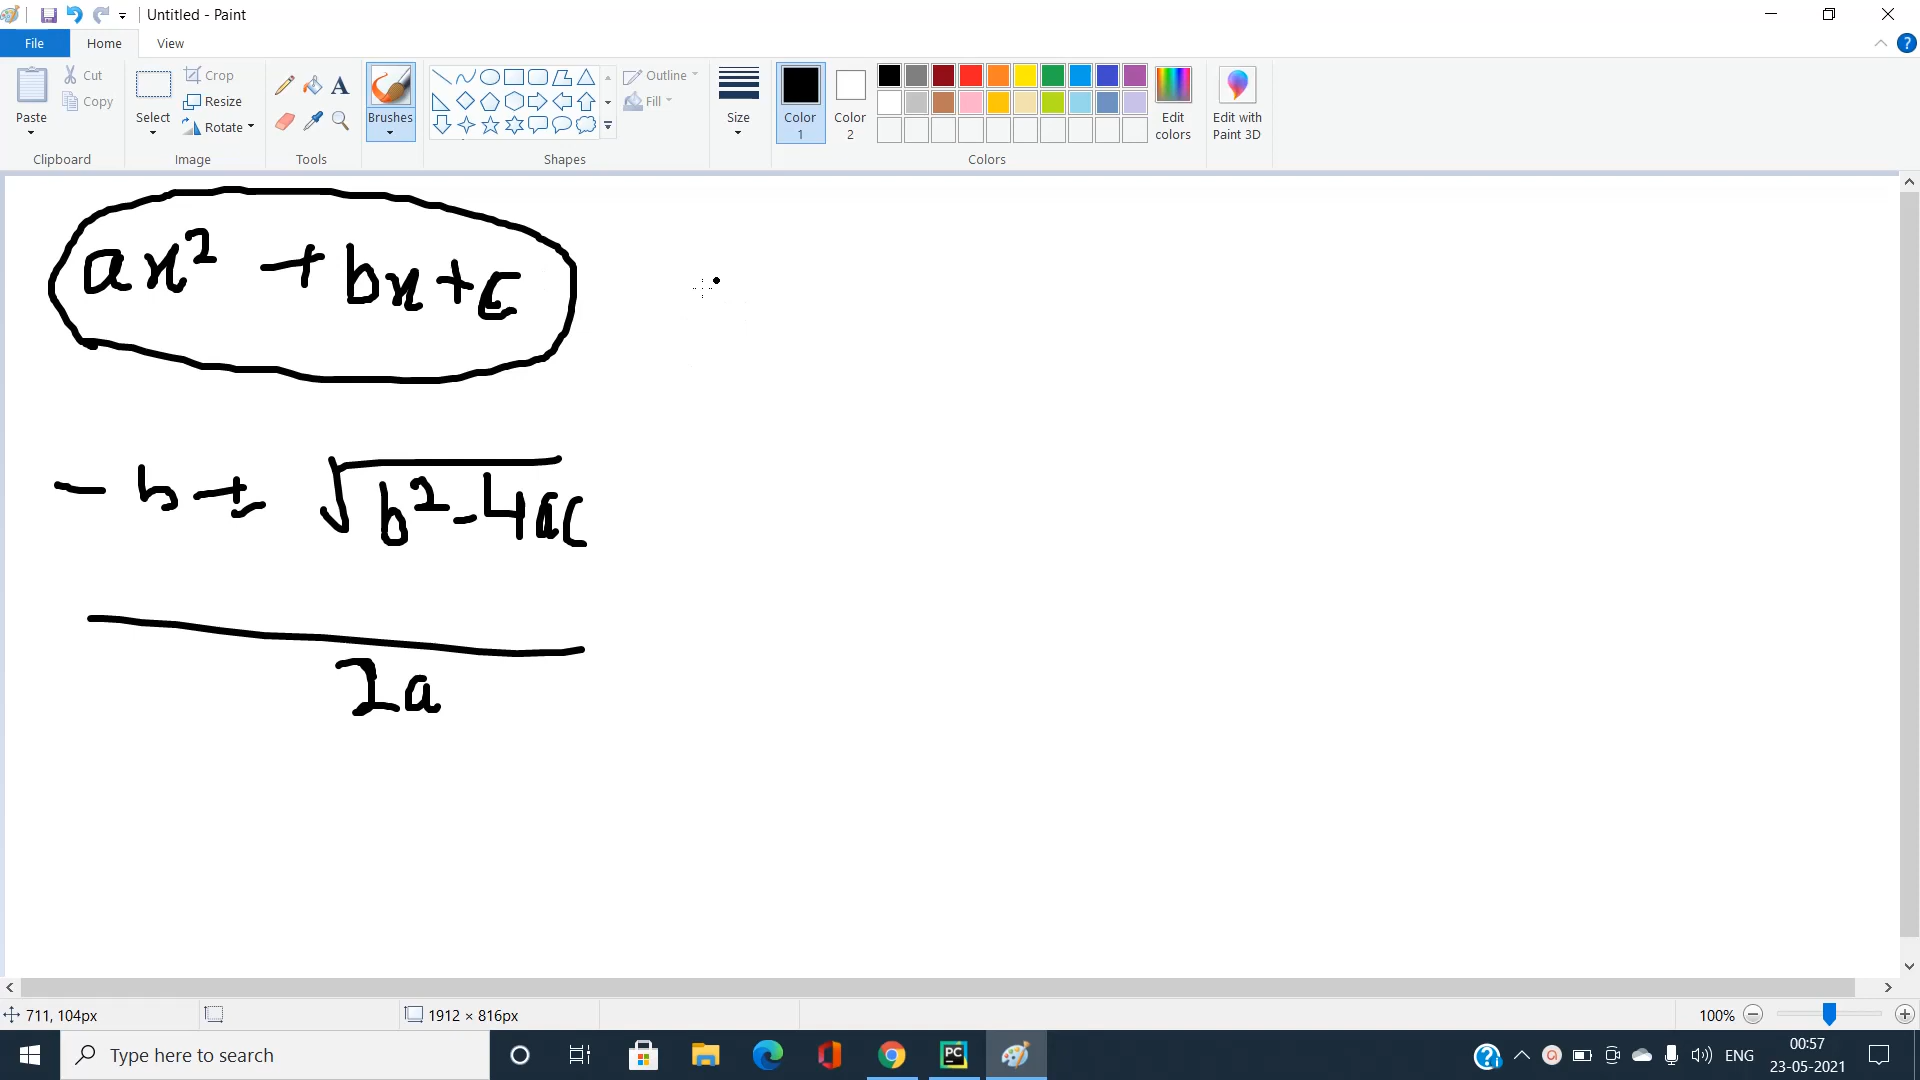 Untitled - Paint
File Home View
Paste
Cut
Copy
Clipboard
Select
Crop
Resize
Rotate
Image
Tools
Brushes
Shapes
Outline
Fill
Size
Color 1
Color 2
Edit colors
Colors
Edit with Paint 3D
ax² + bx + c
- b ± √b² - 4ac
2a
711, 104px
1912 × 816px
100%
Type here to search
PC
ENG
00:57
23-05-2021